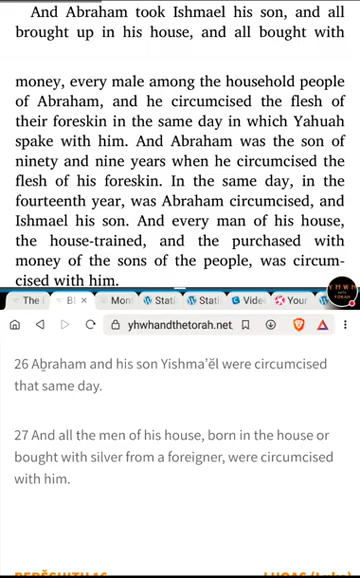 And Abraham took Ishmael his son, and all
brought up in his house, and all bought with
money, every male among the household people
of Abraham, and he circumcised the flesh of
their foreskin in the same day in which Yahuah
spake with him. And Abraham was the son of
ninety and nine years when he circumcised the
flesh of his foreskin. In the same day, in the
fourteenth year, was Abraham circumcised, and
Ishmael his son. And every man of his house,
the house-trained, and the purchased with
money of the sons of the people, was circum-
cised with him.
The i
Bl
Mon
Stati
Stati
Vide
Your
yhwhandthetorah.net
26 Aḇraham and his son Yishma’ĕl were circumcised
that same day.
27 And all the men of his house, born in the house or
bought with silver from a foreigner, were circumcised
with him.